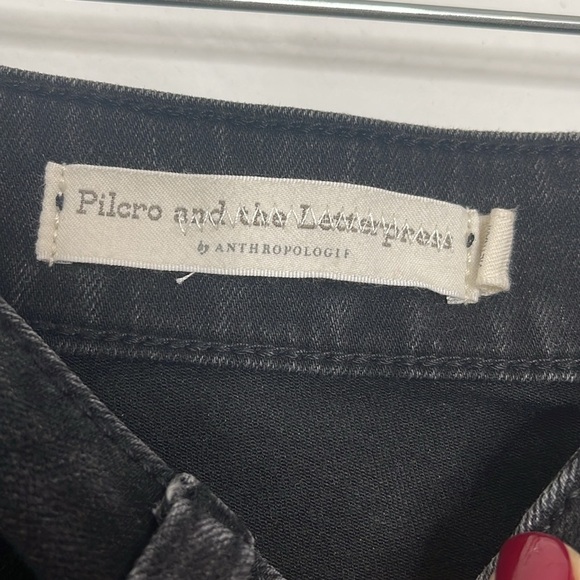 Pilcro and the Letterpress
by ANTHROPOLOGIE